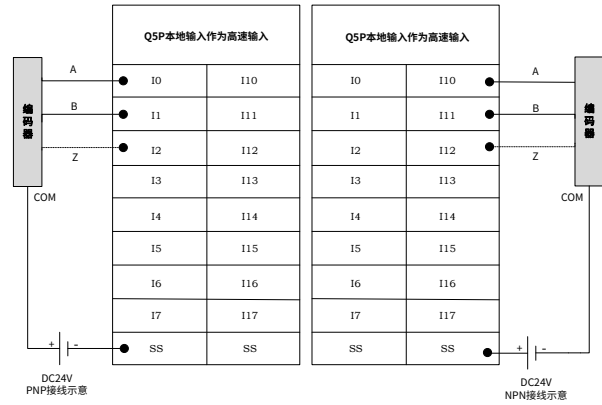 Q5P本地输入作为高速输入
Q5P本地输入作为高速输入
A
I0 I10
I0 I10
A
编码器
B
I1 I11
I1 I11
B
编码器
Z
I2 I12
I2 I12
Z
I3 I13
I3 I13
COM
COM
I4 I14
I4 I14
I5 I15
I5 I15
I6 I16
I6 I16
I7 I17
I7 I17
+ -
SS SS
SS SS
+ -
DC24V
PNP接线示意
DC24V
NPN接线示意